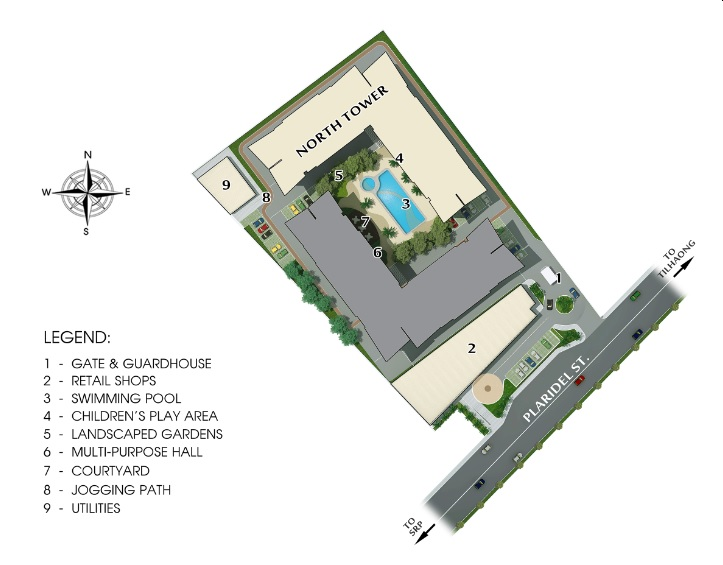 NORTH TOWER
4
5
9
8
3
7
6
N
W E
S
1
TO
TILHAONG
2
PLARIDEL ST.
TO
SRP
LEGEND:
1 - GATE & GUARDHOUSE
2 - RETAIL SHOPS
3 - SWIMMING POOL
4 - CHILDREN'S PLAY AREA
5 - LANDSCAPED GARDENS
6 - MULTI-PURPOSE HALL
7 - COURTYARD
8 - JOGGING PATH
9 - UTILITIES